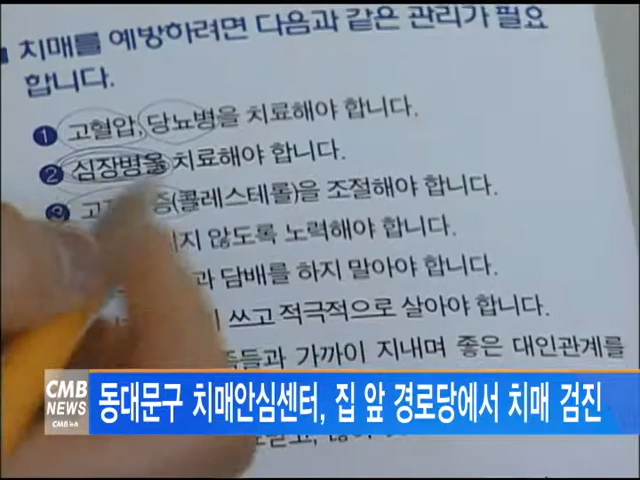 치매를 예방하려면 다음과 같은 관리가 필요
합니다.
1 고혈압, 당뇨병을 치료해야 합니다.
2 심장병을 치료해야 합니다.
3 고 증(콜레스테롤)을 조절해야 합니다.
지 않도록 노력해야 합니다.
과 담배를 하지 말아야 합니다.
쓰고 적극적으로 살아야 합니다.
들과 가까이 지내며 좋은 대인관계를
CMB
NEWS
CMB 뉴스
동대문구 치매안심센터, 집 앞 경로당에서 치매 검진